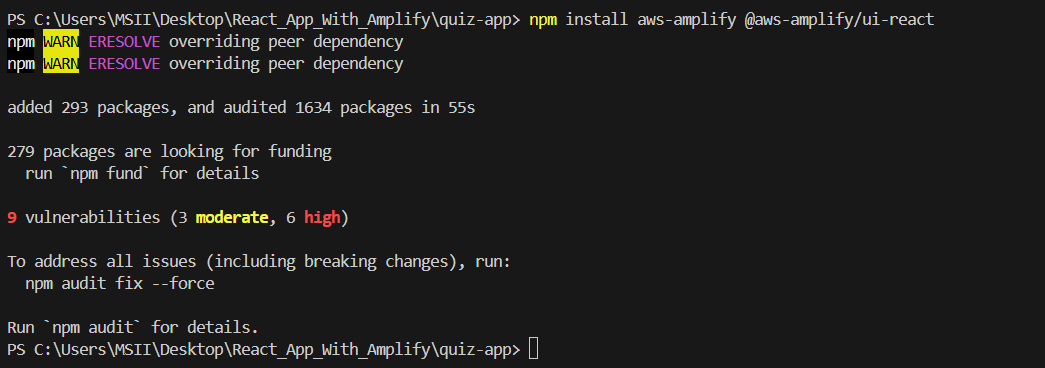 PS C:\Users\MSII\Desktop\React_App_With_Amplify\quiz-app> npm install aws-amplify @aws-amplify/ui-react
npm WARN ERESOLVE overriding peer dependency
npm WARN ERESOLVE overriding peer dependency
added 293 packages, and audited 1634 packages in 55s
279 packages are looking for funding
  run `npm fund` for details
9 vulnerabilities (3 moderate, 6 high)
To address all issues (including breaking changes), run:
  npm audit fix --force
Run `npm audit` for details.
PS C:\Users\MSII\Desktop\React_App_With_Amplify\quiz-app>